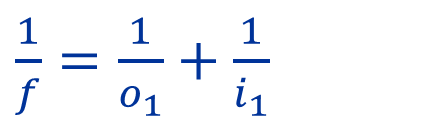 1/f = 1/o₁ + 1/i₁